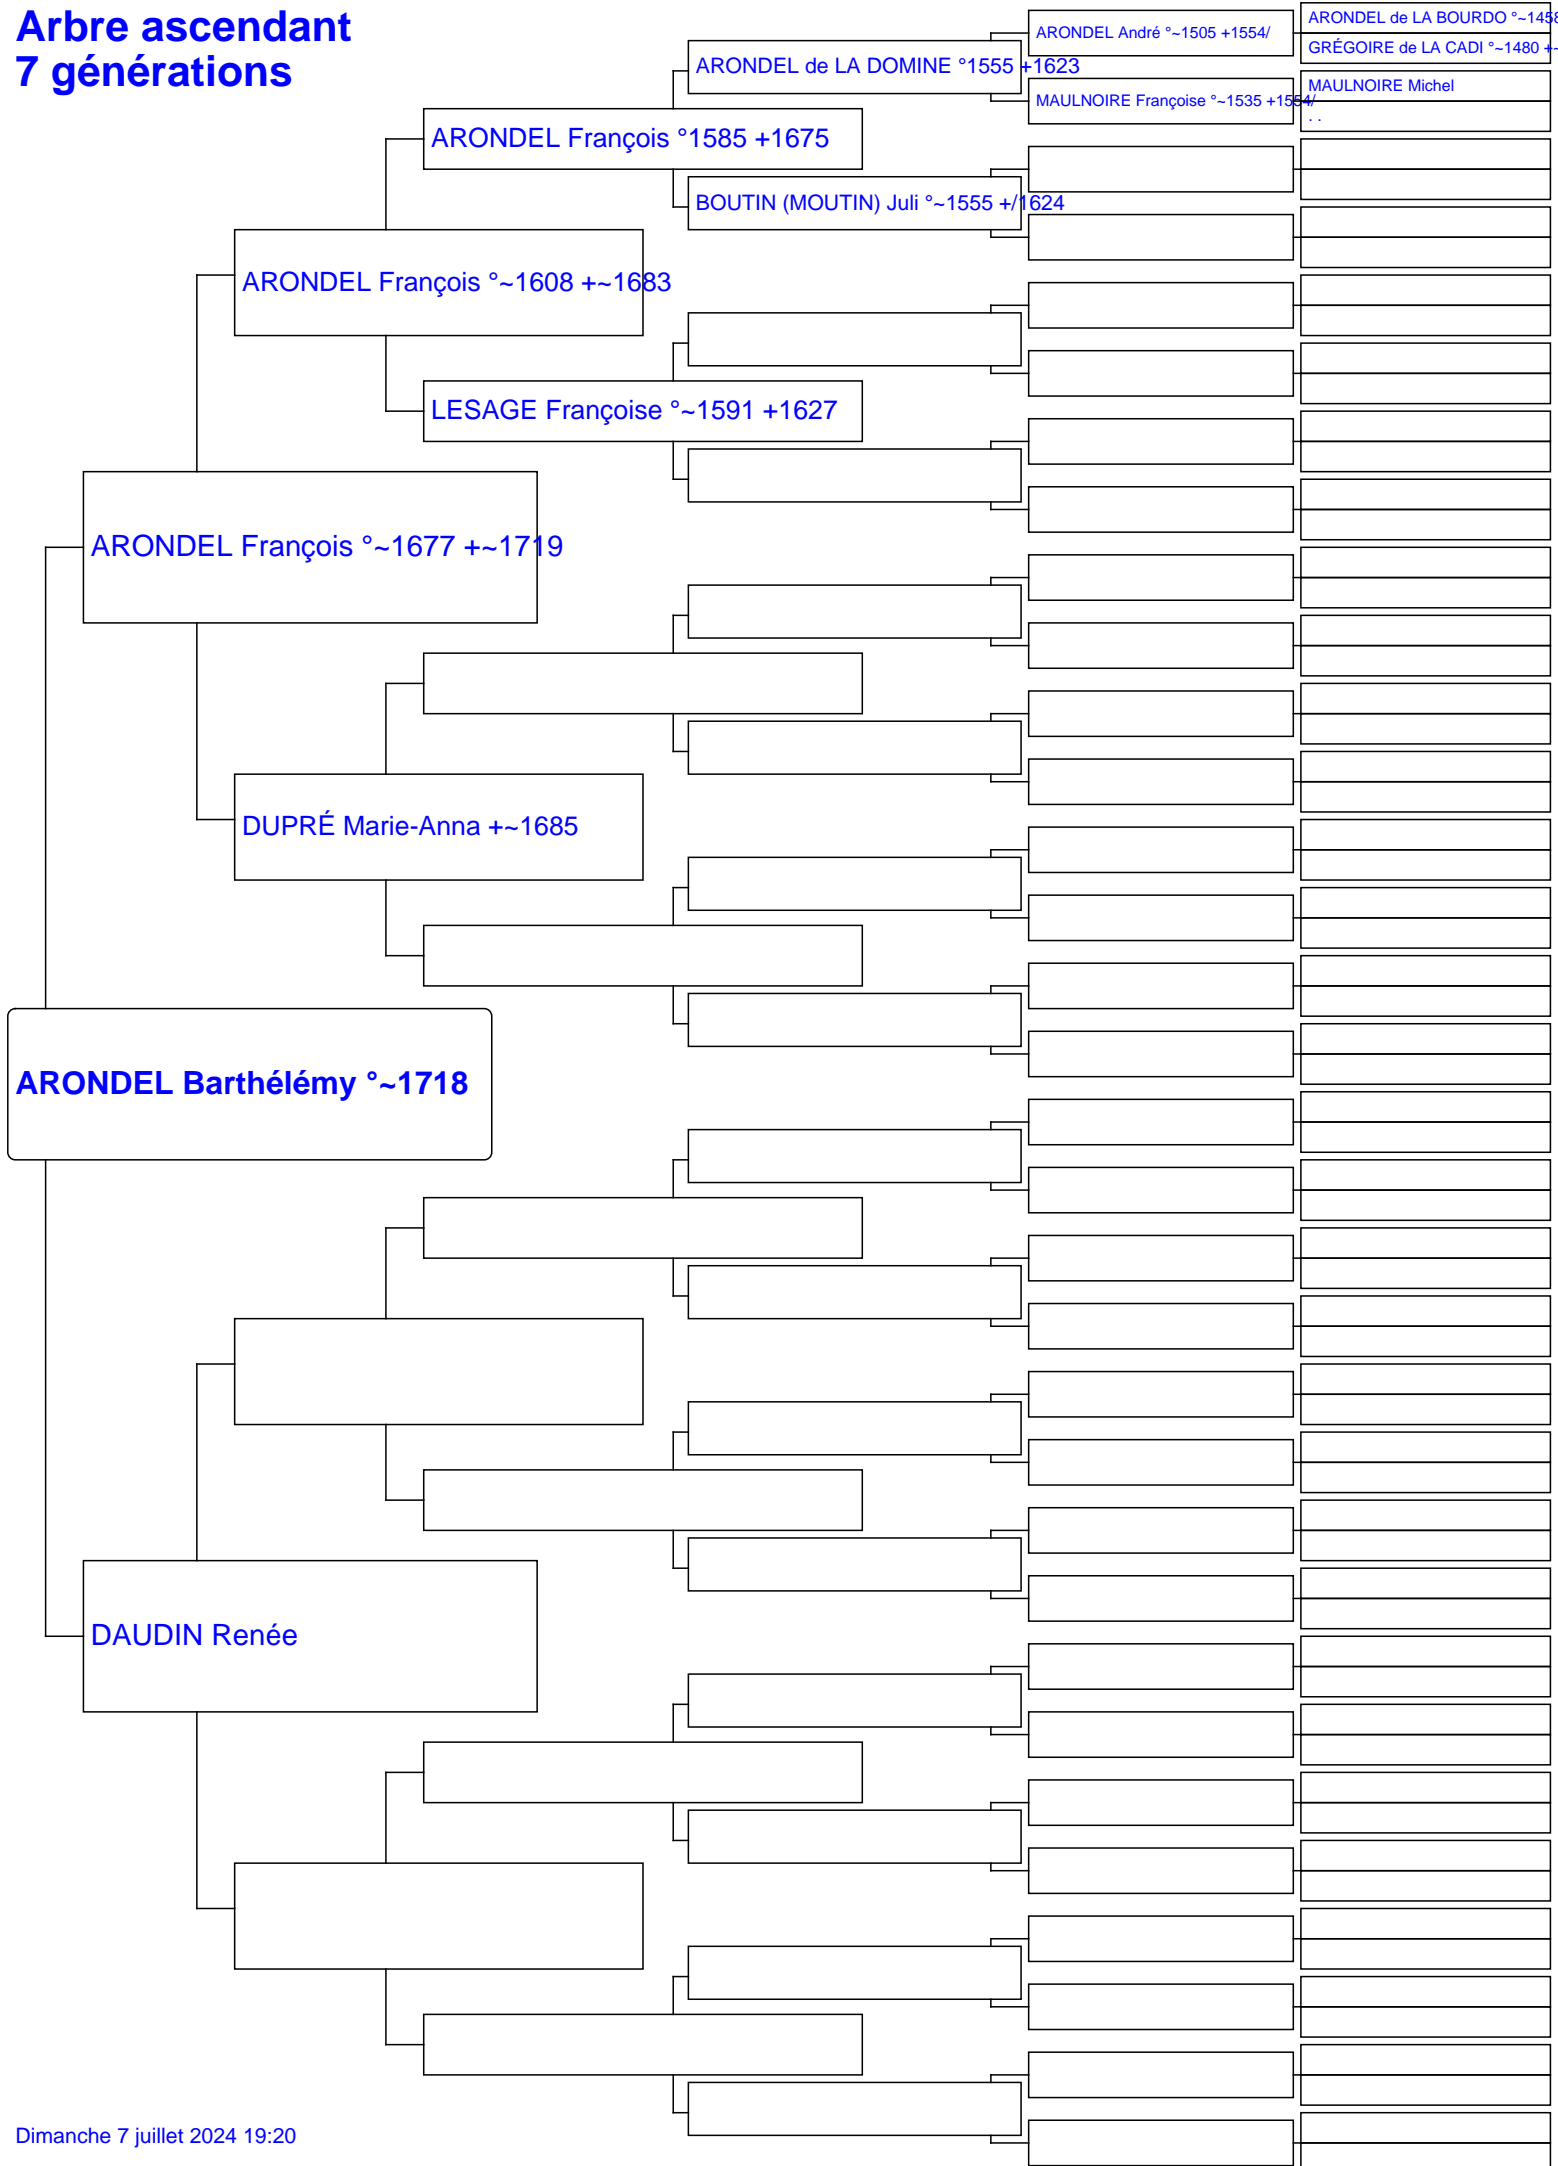 Arbre ascendant
7 générations
ARONDEL de LA BOURDO °~1458
GRÉGOIRE de LA CADI °~1480 +~
ARONDEL André °~1505 +1554/
ARONDEL de LA DOMINE °1555 +1623
MAULNOIRE Michel
. .
MAULNOIRE Françoise °~1535 +1554/
ARONDEL François °1585 +1675
BOUTIN (MOUTIN) Juli °~1555 +/1624
ARONDEL François °~1608 +~1683
LESAGE Françoise °~1591 +1627
ARONDEL François °~1677 +~1719
DUPRÉ Marie-Anna +~1685
ARONDEL Barthélémy °~1718
DAUDIN Renée
Dimanche 7 juillet 2024 19:20